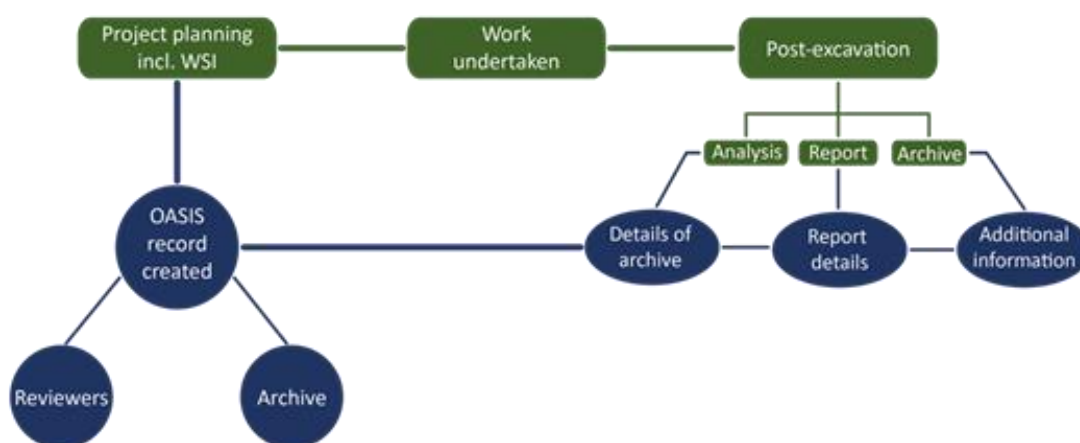 Project planning
incl. WSI
Work
undertaken
Post-excavation
Analysis
Report
Archive
OASIS
record
created
Details of
archive
Report
details
Additional
information
Reviewers
Archive